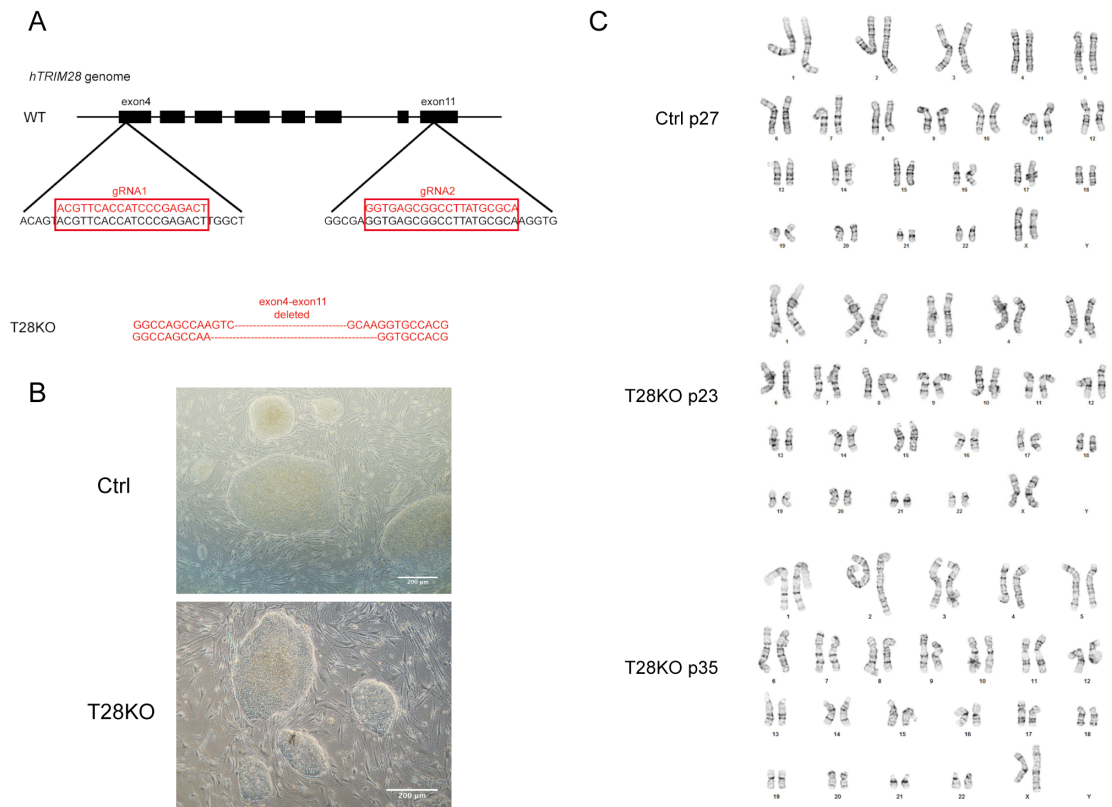 A
hTRIM28 genome
exon4
exon11
WT
gRNA1
gRNA2
ACGTTCACCATCCCGAGACT
GGTGAGCGGCCTTATGCGCA
ACAGTACGTTCACCATCCCGAGACTTGGCT
GGCGAGGTGAGCGGCCTTATGCGCAAGGTG
exon4-exon11
deleted
T28KO
GGCCAGCCAAGTC------------------------------GCAAGGTGCCACG
GGCCAGCCAA--------------------------------------------GGTGCCACG
B
Ctrl
200 μm
T28KO
200 μm
C
Ctrl p27
1 2 3 4 5
6 7 8 9 10 11 12
13 14 15 16 17 18
19 20 21 22 X Y
T28KO p23
1 2 3 4 5
6 7 8 9 10 11 12
13 14 15 16 17 18
19 20 21 22 X Y
T28KO p35
1 2 3 4 5
6 7 8 9 10 11 12
13 14 15 16 17 18
19 20 21 22 X Y